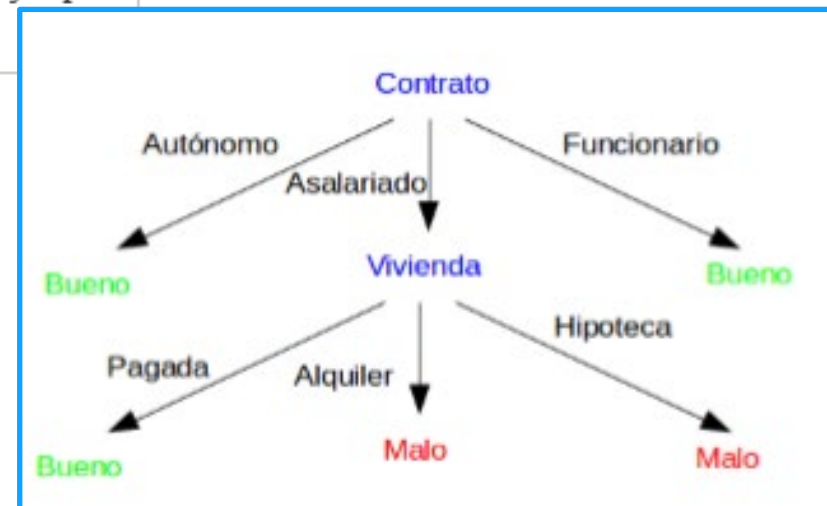 Contrato
Autónomo
Funcionario
Asalariado
Vivienda
Bueno
Bueno
Hipoteca
Pagada
Alquiler
Malo
Malo
Bueno